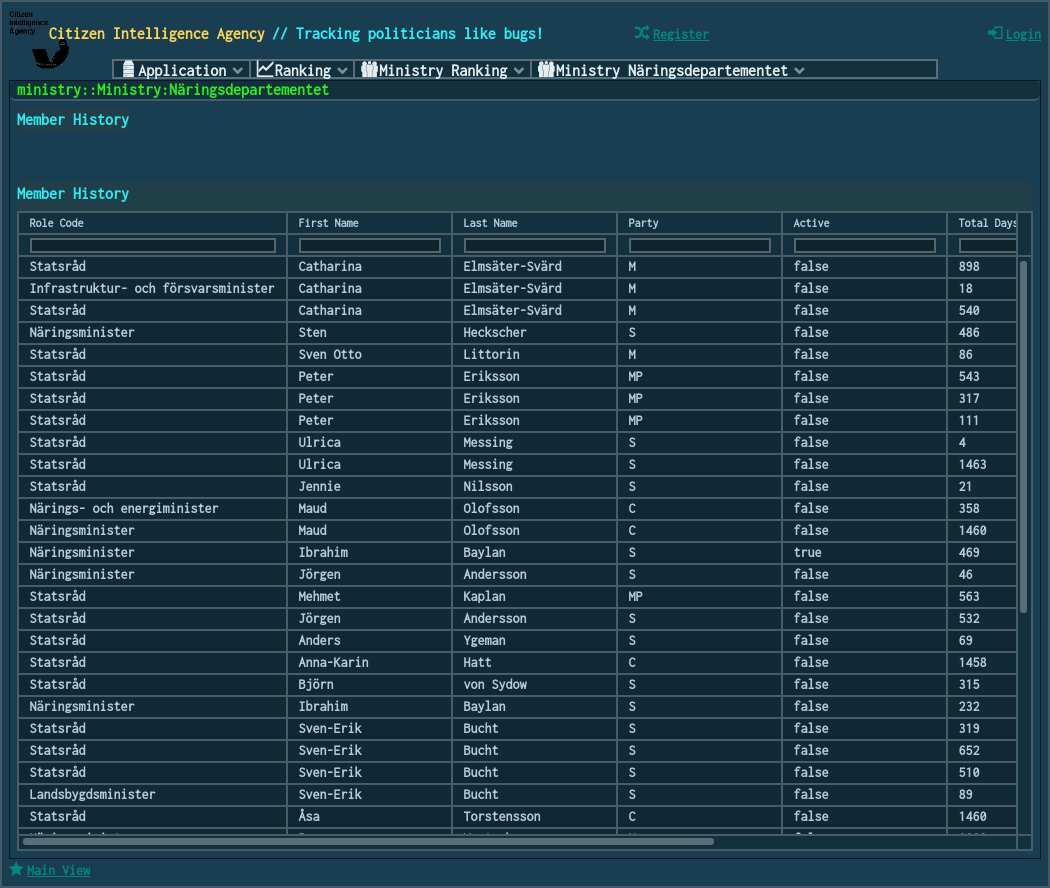 Citizen
Intelligence
Agency
Citizen Intelligence Agency // Tracking politicians like bugs!
Register
Login
Application
Ranking
Ministry Ranking
Ministry Näringsdepartementet
ministry::Ministry:Näringsdepartementet
Member History
Member History
Role Code First Name Last Name Party Active Total Days
Statsråd Catharina Elmsäter-Svärd M false 898
Infrastruktur- och försvarsminister Catharina Elmsäter-Svärd M false 18
Statsråd Catharina Elmsäter-Svärd M false 540
Näringsminister Sten Heckscher S false 486
Statsråd Sven Otto Littorin M false 86
Statsråd Peter Eriksson MP false 543
Statsråd Peter Eriksson MP false 317
Statsråd Peter Eriksson MP false 111
Statsråd Ulrica Messing S false 4
Statsråd Ulrica Messing S false 1463
Statsråd Jennie Nilsson S false 21
Närings- och energiminister Maud Olofsson C false 358
Näringsminister Maud Olofsson C false 1460
Näringsminister Ibrahim Baylan S true 469
Näringsminister Jörgen Andersson S false 46
Statsråd Mehmet Kaplan MP false 563
Statsråd Jörgen Andersson S false 532
Statsråd Anders Ygeman S false 69
Statsråd Anna-Karin Hatt C false 1458
Statsråd Björn von Sydow S false 315
Näringsminister Ibrahim Baylan S false 232
Statsråd Sven-Erik Bucht S false 319
Statsråd Sven-Erik Bucht S false 652
Statsråd Sven-Erik Bucht S false 510
Landsbygdsminister Sven-Erik Bucht S false 89
Statsråd Åsa Torstensson C false 1460
Main View